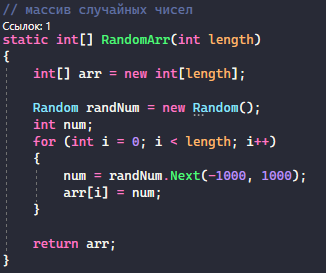 // массив случайных чисел
Ссылок: 1
static int[] RandomArr(int length)
{
    int[] arr = new int[length];

    Random randNum = new Random();
    int num;
    for (int i = 0; i < length; i++)
    {
        num = randNum.Next(-1000, 1000);
        arr[i] = num;
    }

    return arr;
}